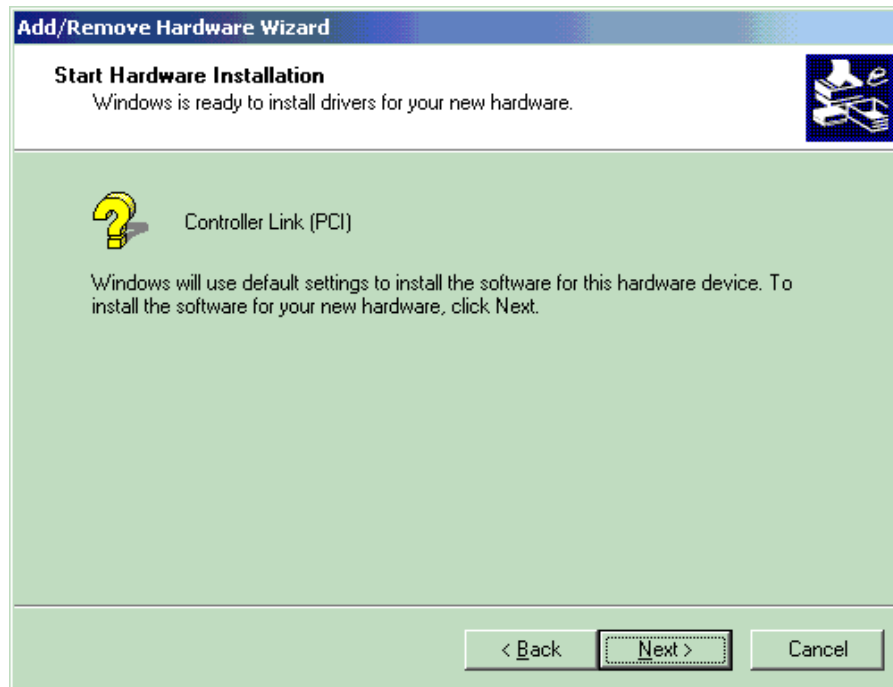 Add/Remove Hardware Wizard
Start Hardware Installation
Windows is ready to install drivers for your new hardware.
Controller Link (PCI)
Windows will use default settings to install the software for this hardware device. To
install the software for your new hardware, click Next.
< Back Next > Cancel